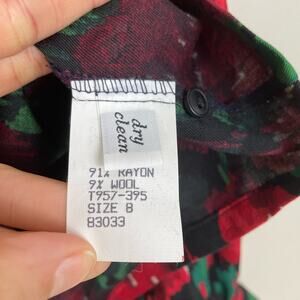 dry
clean
91% RAYON
9% WOOL
T957-395
SIZE 8
83033